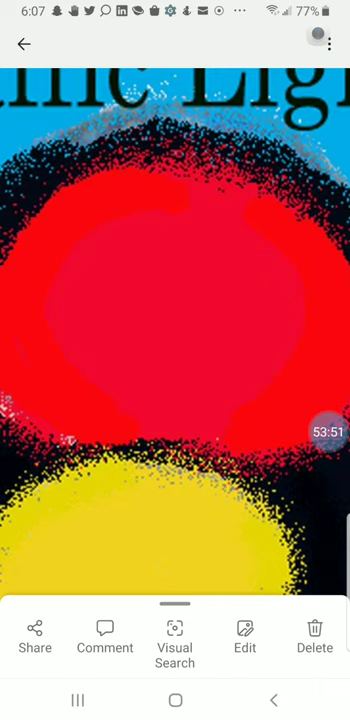 6:07
77%
53:51
Share
Comment
Visual
Search
Edit
Delete